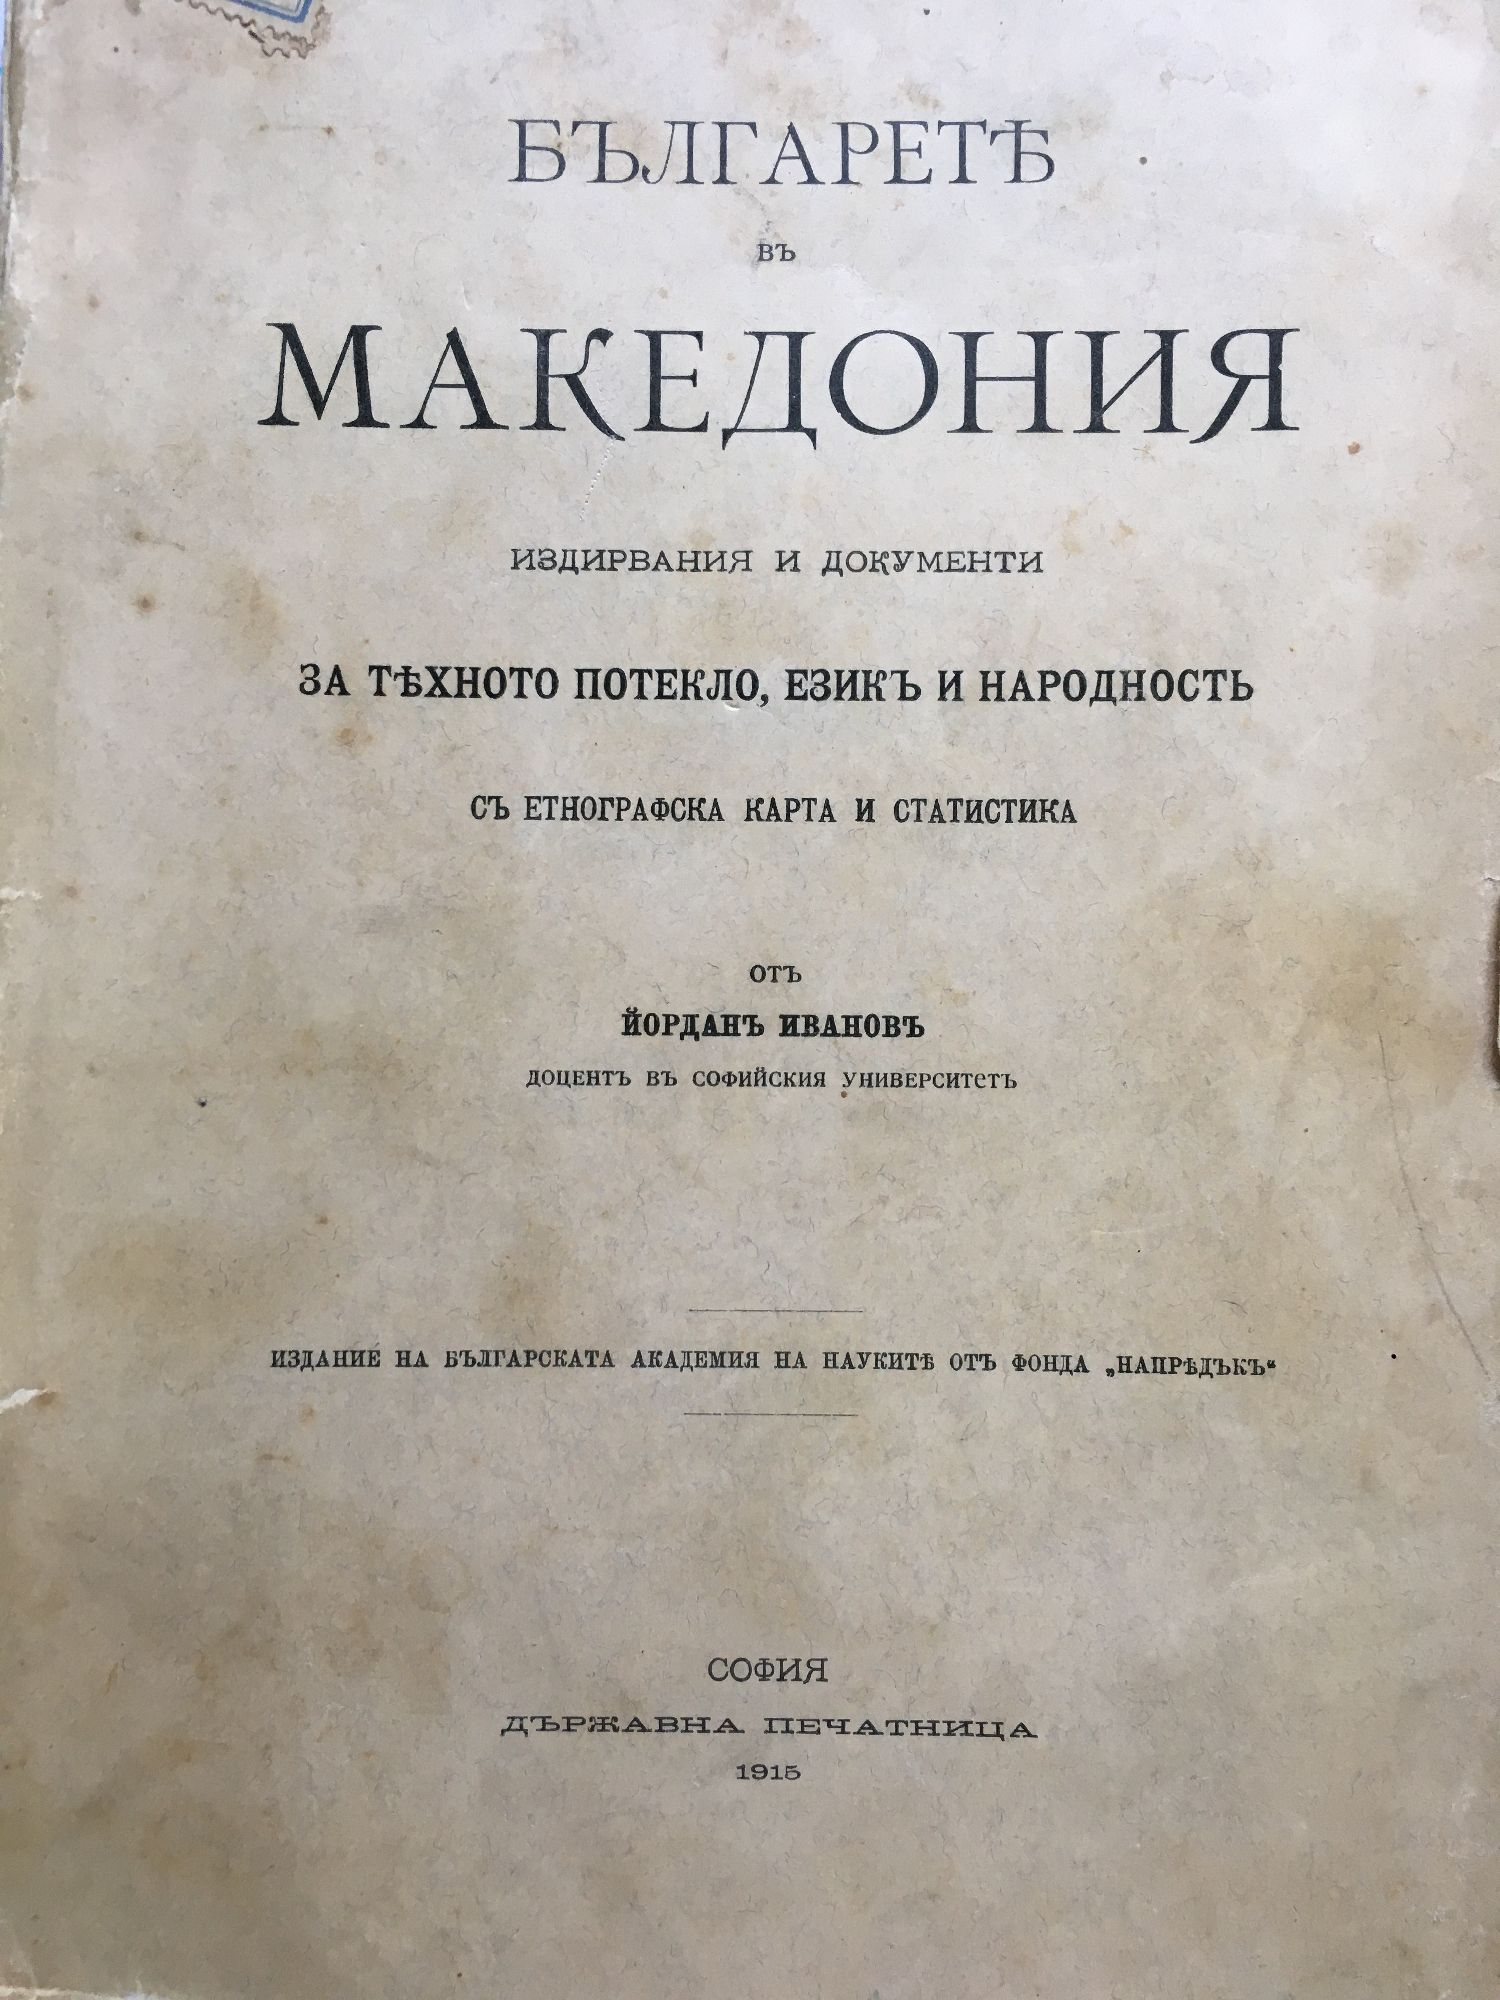 БЪЛГАРЕТѢ
ВЪ
МАКЕДОНИЯ
ИЗДИРВАНИЯ И ДОКУМЕНТИ
ЗА ТѢХНОТО ПОТЕКЛО, ЕЗИКЪ И НАРОДНОСТЬ
СЪ ЕТНОГРАФСКА КАРТА И СТАТИСТИКА
ОТЪ
ЙОРДАНЪ ИВАНОВЪ
ДОЦЕНТЪ ВЪ СОФИЙСКИЯ УНИВЕРСИТЕТЪ
ИЗДАНИЕ НА БЪЛГАРСКАТА АКАДЕМИЯ НА НАУКИТѢ ОТЪ ФОНДА „НАПРѢДЪКЪ“
СОФИЯ
ДЪРЖАВНА ПЕЧАТНИЦА
1915